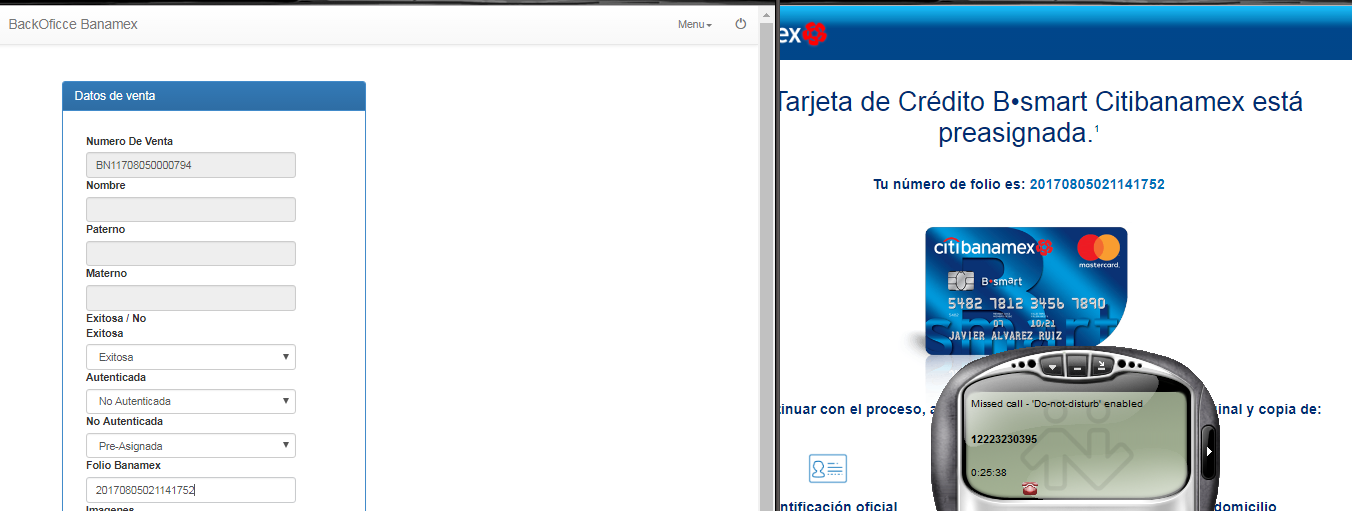 BackOficce Banamex
Menu
Datos de venta
Numero De Venta
BN11708050000794
Nombre
Paterno
Materno
Exitosa / No
Exitosa
Exitosa
Autenticada
No Autenticada
No Autenticada
Pre-Asignada
Folio Banamex
20170805021141752
ex
Tarjeta de Crédito B•smart Citibanamex está
preasignada.¹
Tu número de folio es: 20170805021141752
citibanamex
mastercard.
B•smart
5482 7812 3456 7890
07 10/21
JAVIER ALVAREZ RUIZ
smart
tinuar con el proceso, a
inal y copia de:
Missed call - 'Do-not-disturb' enabled
12223230395
0:25:38
ntificación oficial
domicilio